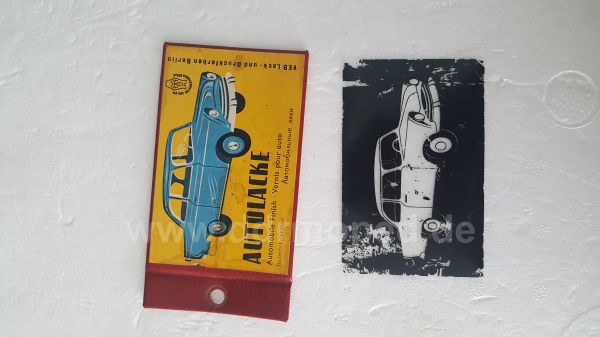 VEB Lack- und Druckfarben Berlin
AUTOLACKE
Automobile Finish · Vernis pour auto
Автомобильные лаки